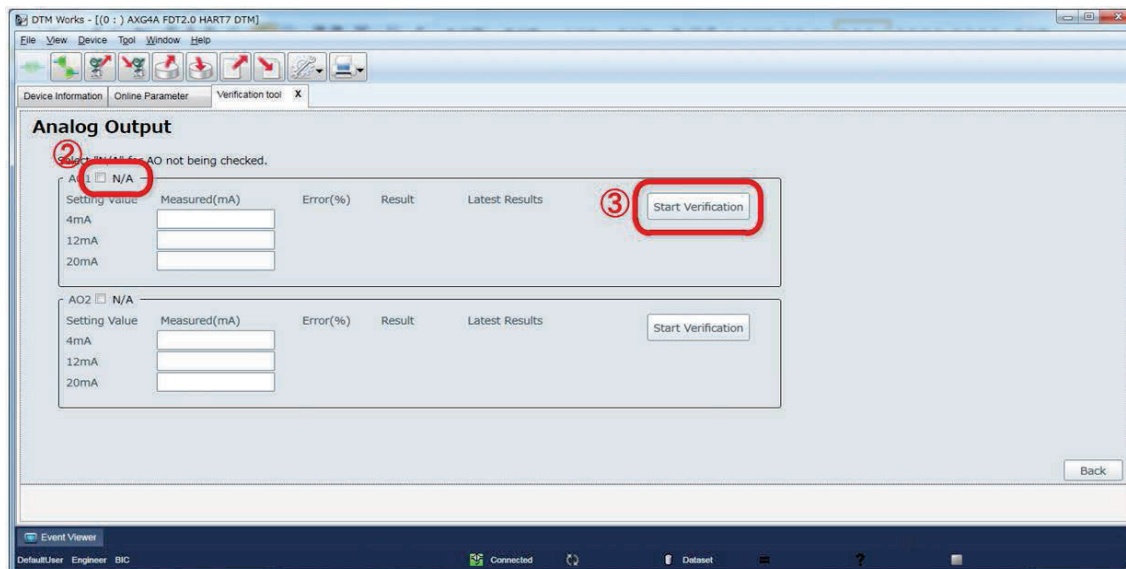 DTM Works - [(0 : ) AXG4A FDT2.0 HART7 DTM]
File View Device Tool Window Help
Device Information Online Parameter Verification tool X
Analog Output
Select "N/A" for AO not being checked.
②
AO1 N/A
Setting Value Measured(mA) Error(%) Result Latest Results ③ Start Verification
4mA
12mA
20mA
AO2 N/A
Setting Value Measured(mA) Error(%) Result Latest Results Start Verification
4mA
12mA
20mA
Back
Event Viewer
DefaultUser Engineer BIC Connected Dataset ?